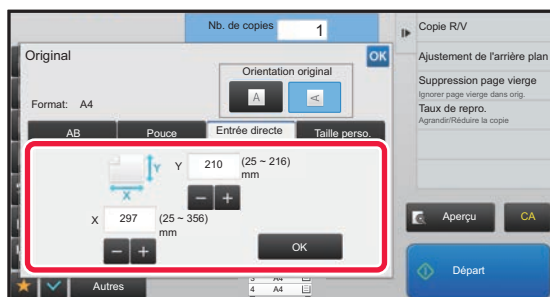 Nb. de copies 1
Original
OK
Orientation original
A
A
Format: A4
AB
Pouce
Entrée directe
Taille perso.
Y
Y 210 (25 ~ 216)
mm
X
X 297 (25 ~ 356)
mm
OK
Autres
4 A4
Copie R/V
Ajustement de l'arrière plan
Suppression page vierge
Ignorer page vierge dans orig.
Taux de repro.
Agrandir/Réduire la copie
Aperçu
CA
Départ